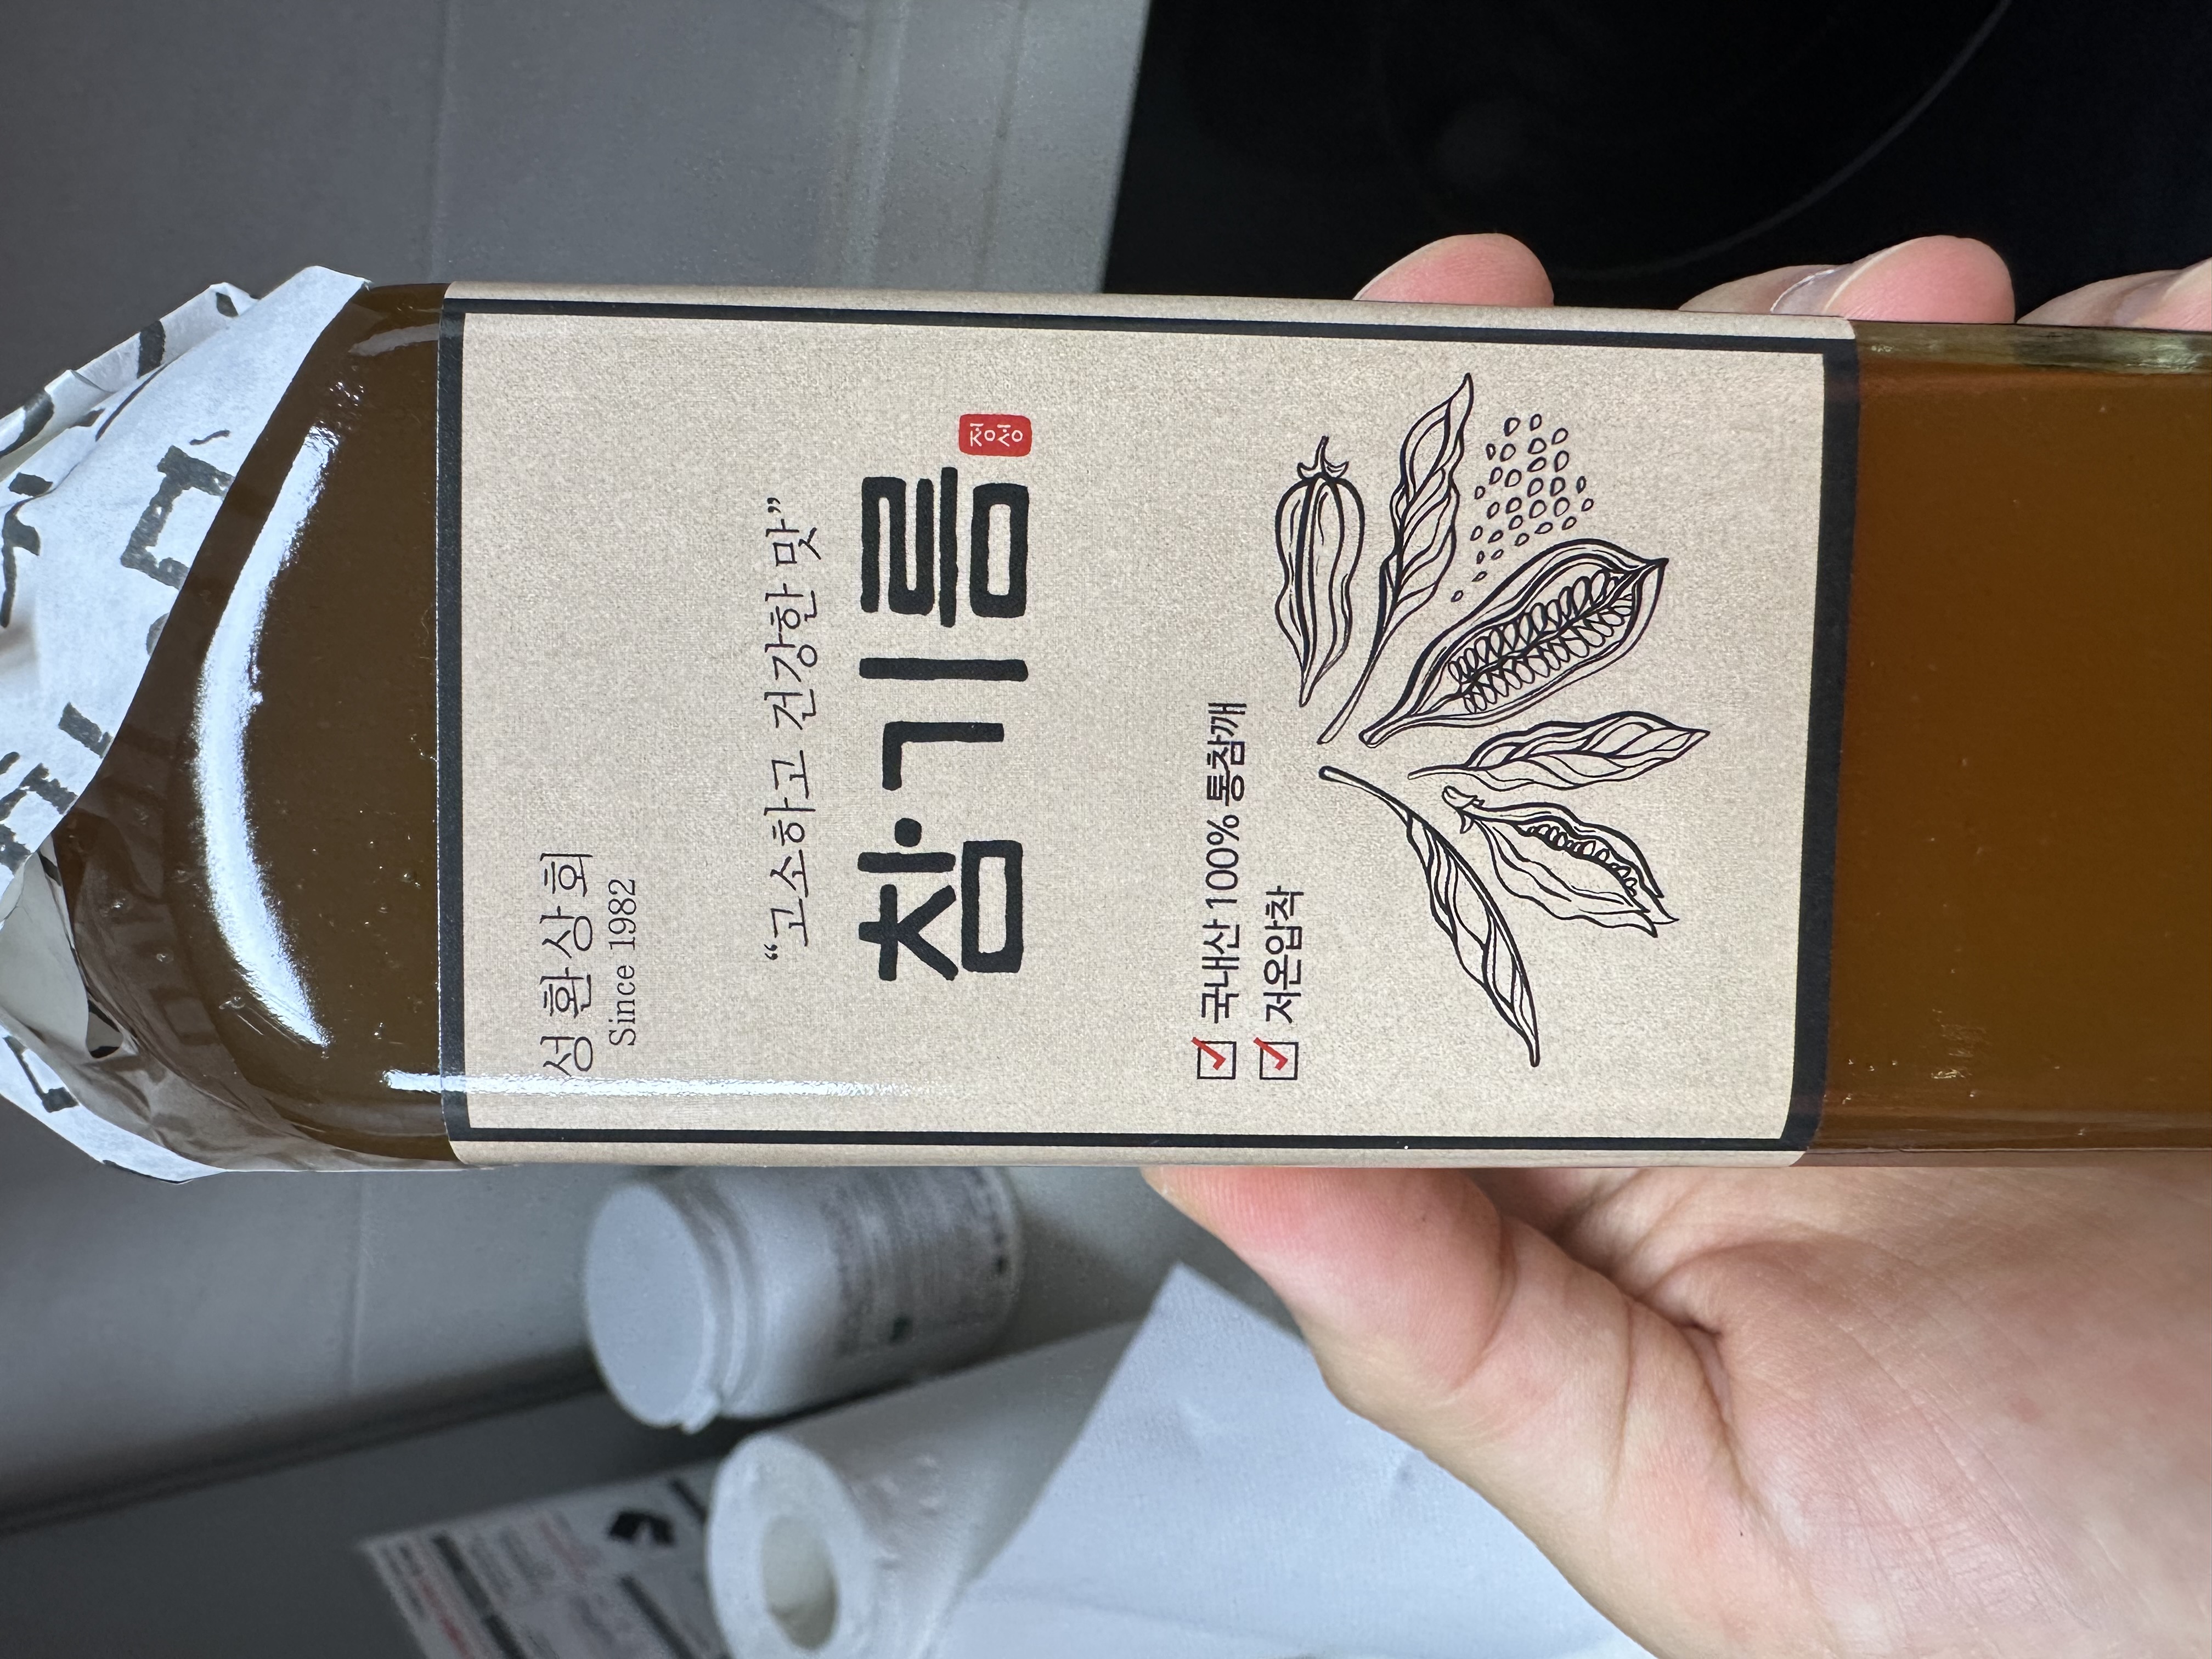 성환상회
Since 1982
“고소하고 건강한 맛”
참기름
정성
국내산 100% 통참깨
저온압착